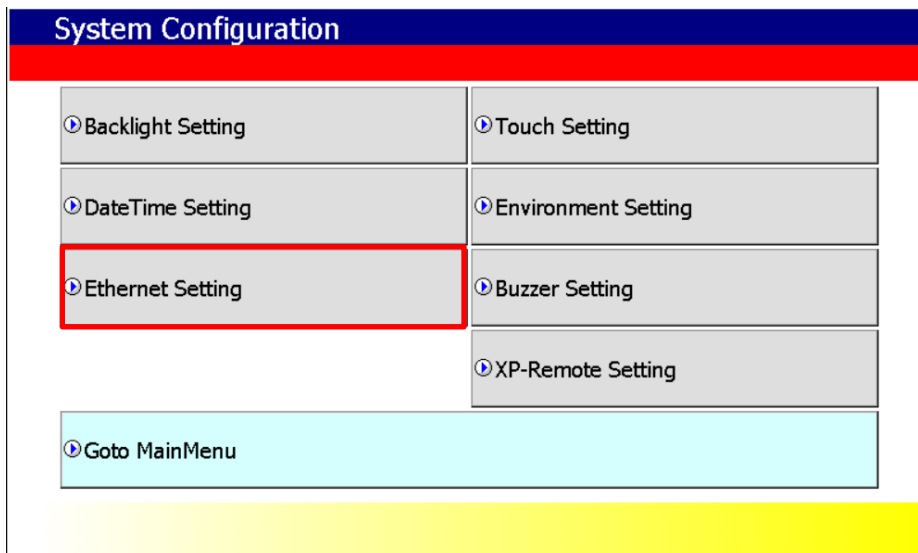 System Configuration
Backlight Setting
Touch Setting
DateTime Setting
Environment Setting
Ethernet Setting
Buzzer Setting
XP-Remote Setting
Goto MainMenu